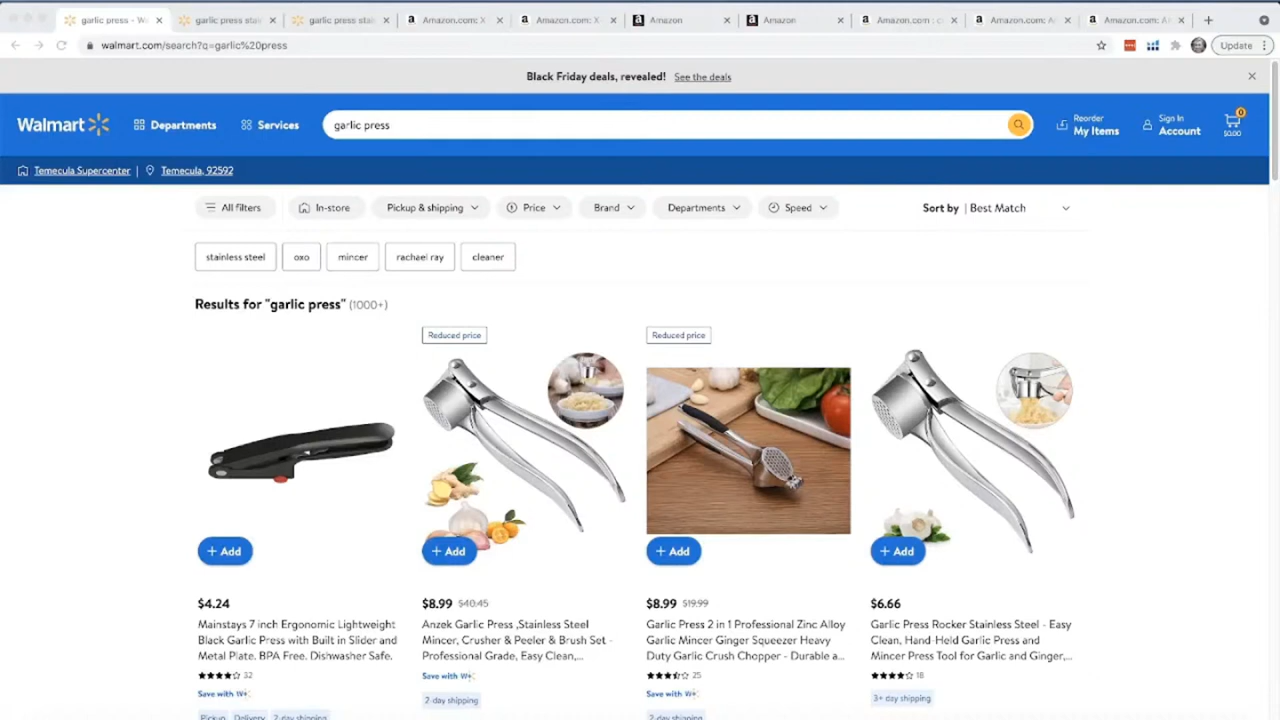 garlic press - Wa
garlic press stain
garlic press stain
Amazon.com: X
Amazon.com: X-
Amazon
Amazon
Amazon.com : c
Amazon.com: Al
Amazon.com: A
walmart.com/search?q=garlic%20press
Update
Black Friday deals, revealed! See the deals
Walmart
Departments
Services
garlic press
Reorder
My Items
Sign In
Account
0
$0.00
Temecula Supercenter | Temecula, 92592
All filters
In-store
Pickup & shipping
Price
Brand
Departments
Speed
Sort by | Best Match
stainless steel
oxo
mincer
rachael ray
cleaner
Results for "garlic press" (1000+)
Reduced price
Reduced price
+ Add
+ Add
+ Add
+ Add
$4.24
Mainstays 7 inch Ergonomic Lightweight
Black Garlic Press with Built in Slider and
Metal Plate. BPA Free. Dishwasher Safe.
32
Save with W+
Pickup Delivery 2-day shipping
$8.99 $40.45
Anzek Garlic Press ,Stainless Steel
Mincer, Crusher & Peeler & Brush Set -
Professional Grade, Easy Clean,...
Save with W+
2-day shipping
$8.99 $19.99
Garlic Press 2 in 1 Professional Zinc Alloy
Garlic Mincer Ginger Squeezer Heavy
Duty Garlic Crush Chopper - Durable a...
25
Save with W+
2-day shipping
$6.66
Garlic Press Rocker Stainless Steel - Easy
Clean, Hand-Held Garlic Press and
Mincer Press Tool for Garlic and Ginger,...
18
3+ day shipping